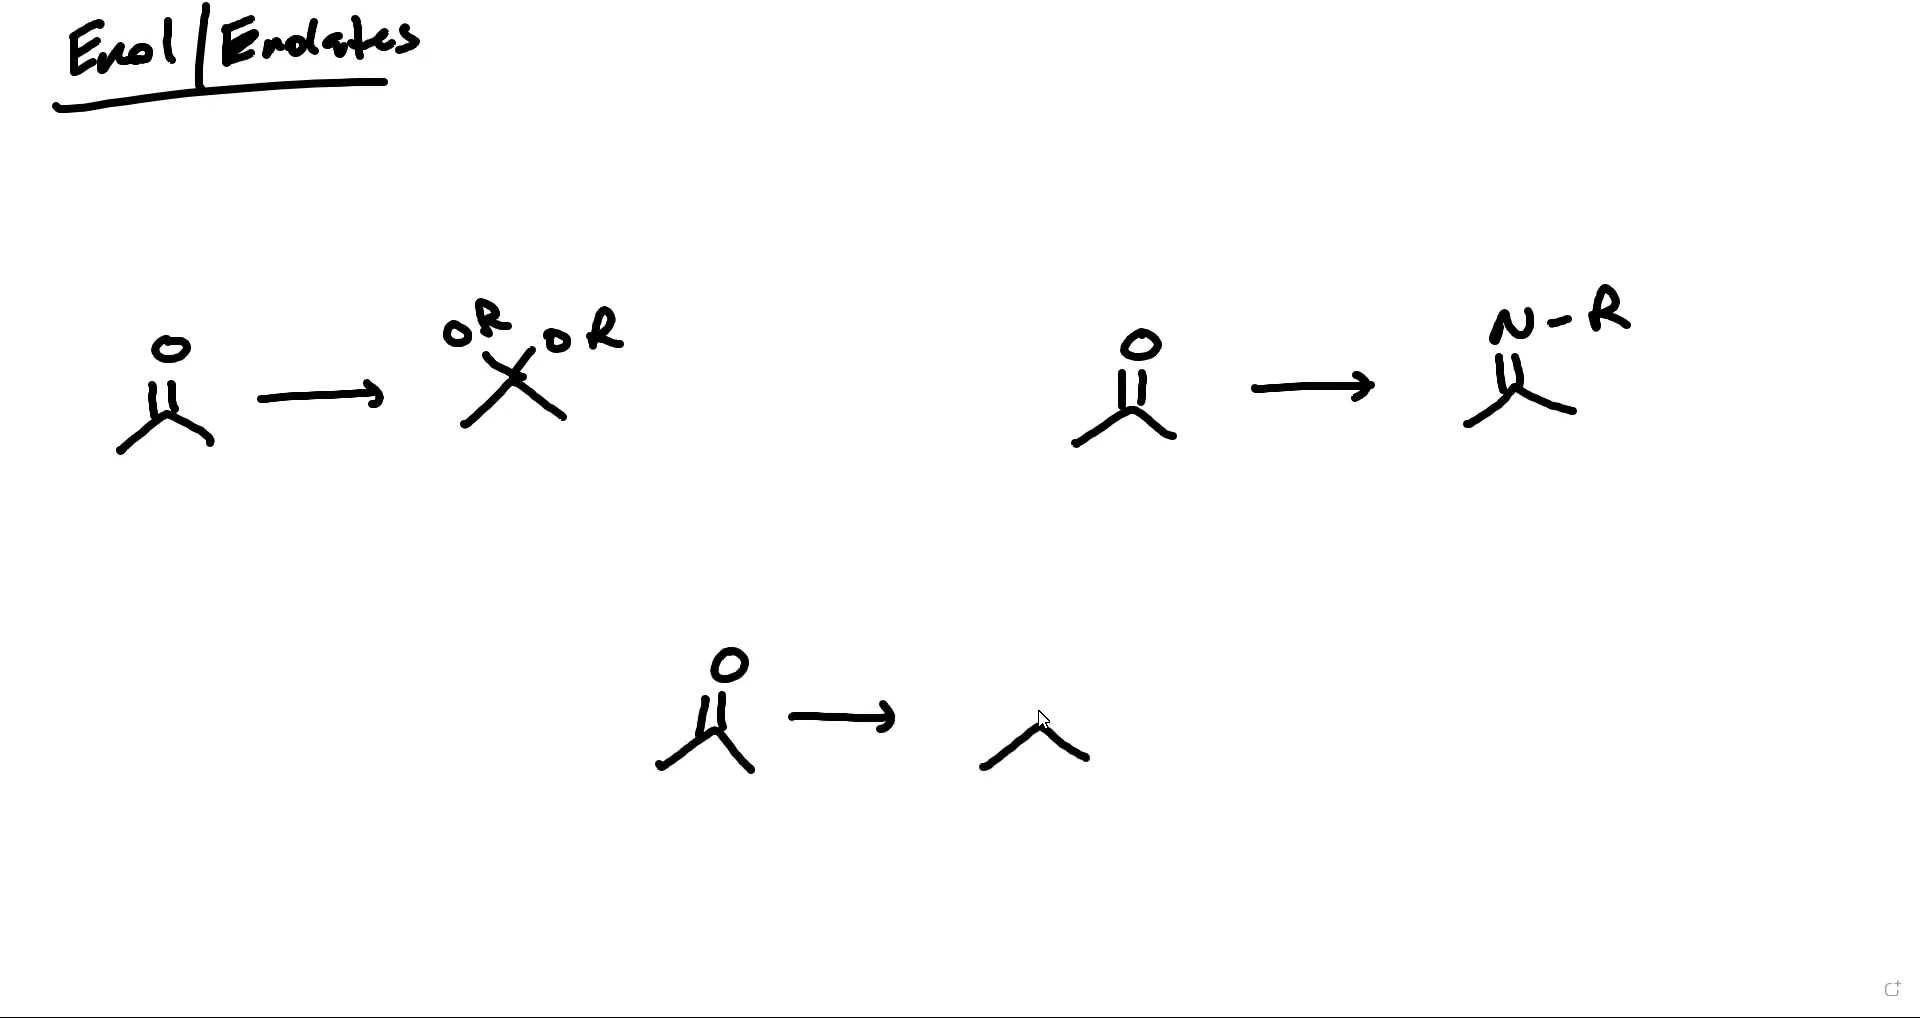 Enol/Enolates
O
OR OR
O
N-R
O